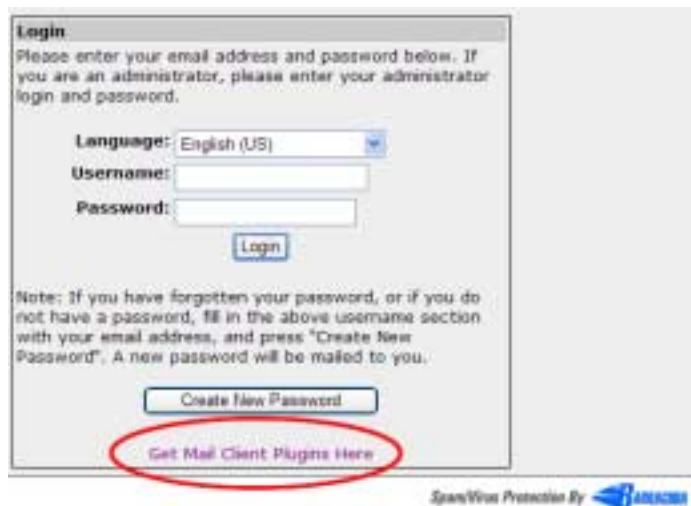 Login
Please enter your email address and password below. If
you are an administrator, please enter your administrator
login and password.
Language: English (US)
Username:
Password:
Login
Note: If you have forgotten your password, or if you do
not have a password, fill in the above username section
with your email address, and press "Create New
Password". A new password will be mailed to you.
Create New Password
Get Mail Client Plugins Here
Spam/Virus Protection By BARRACUDA